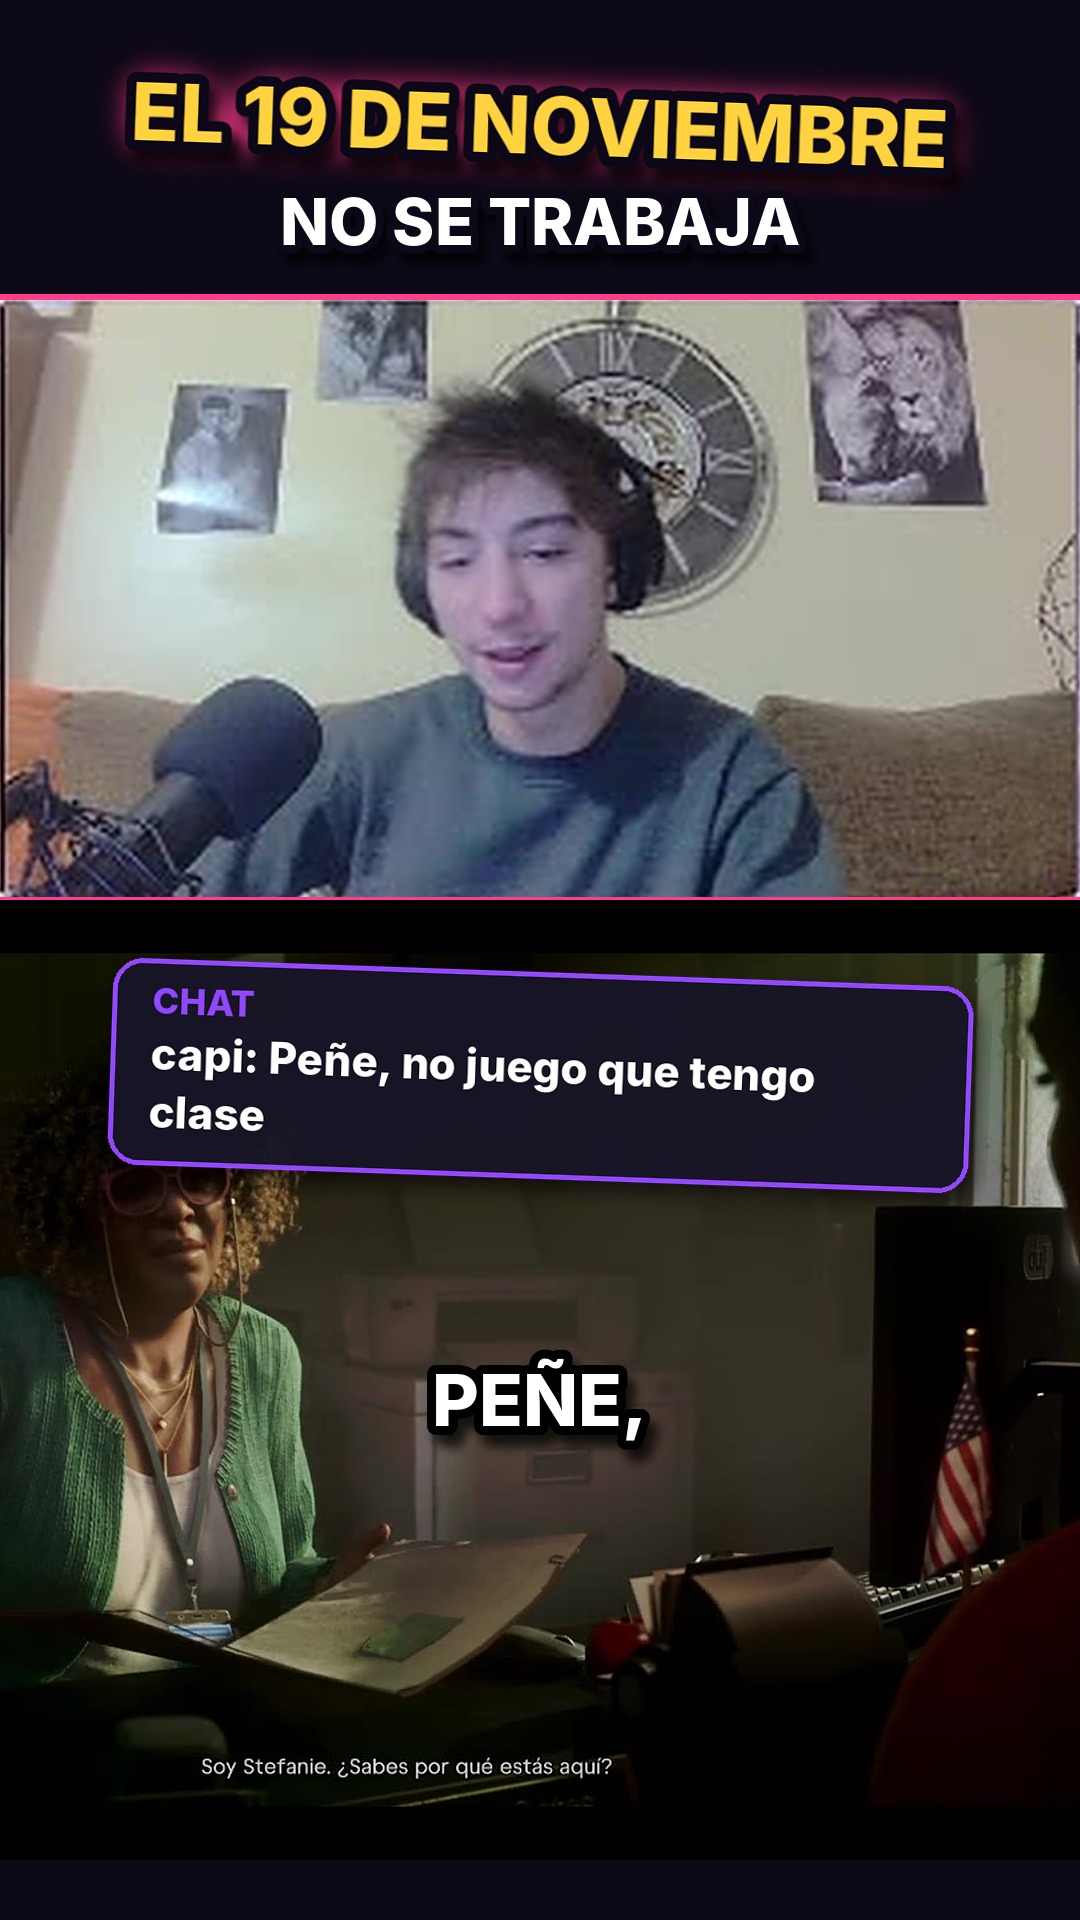 EL 19 DE NOVIEMBRE
NO SE TRABAJA
CHAT
capi: Peñe, no juego que tengo
clase
PEÑE,
Soy Stefanie. ¿Sabes por qué estás aquí?